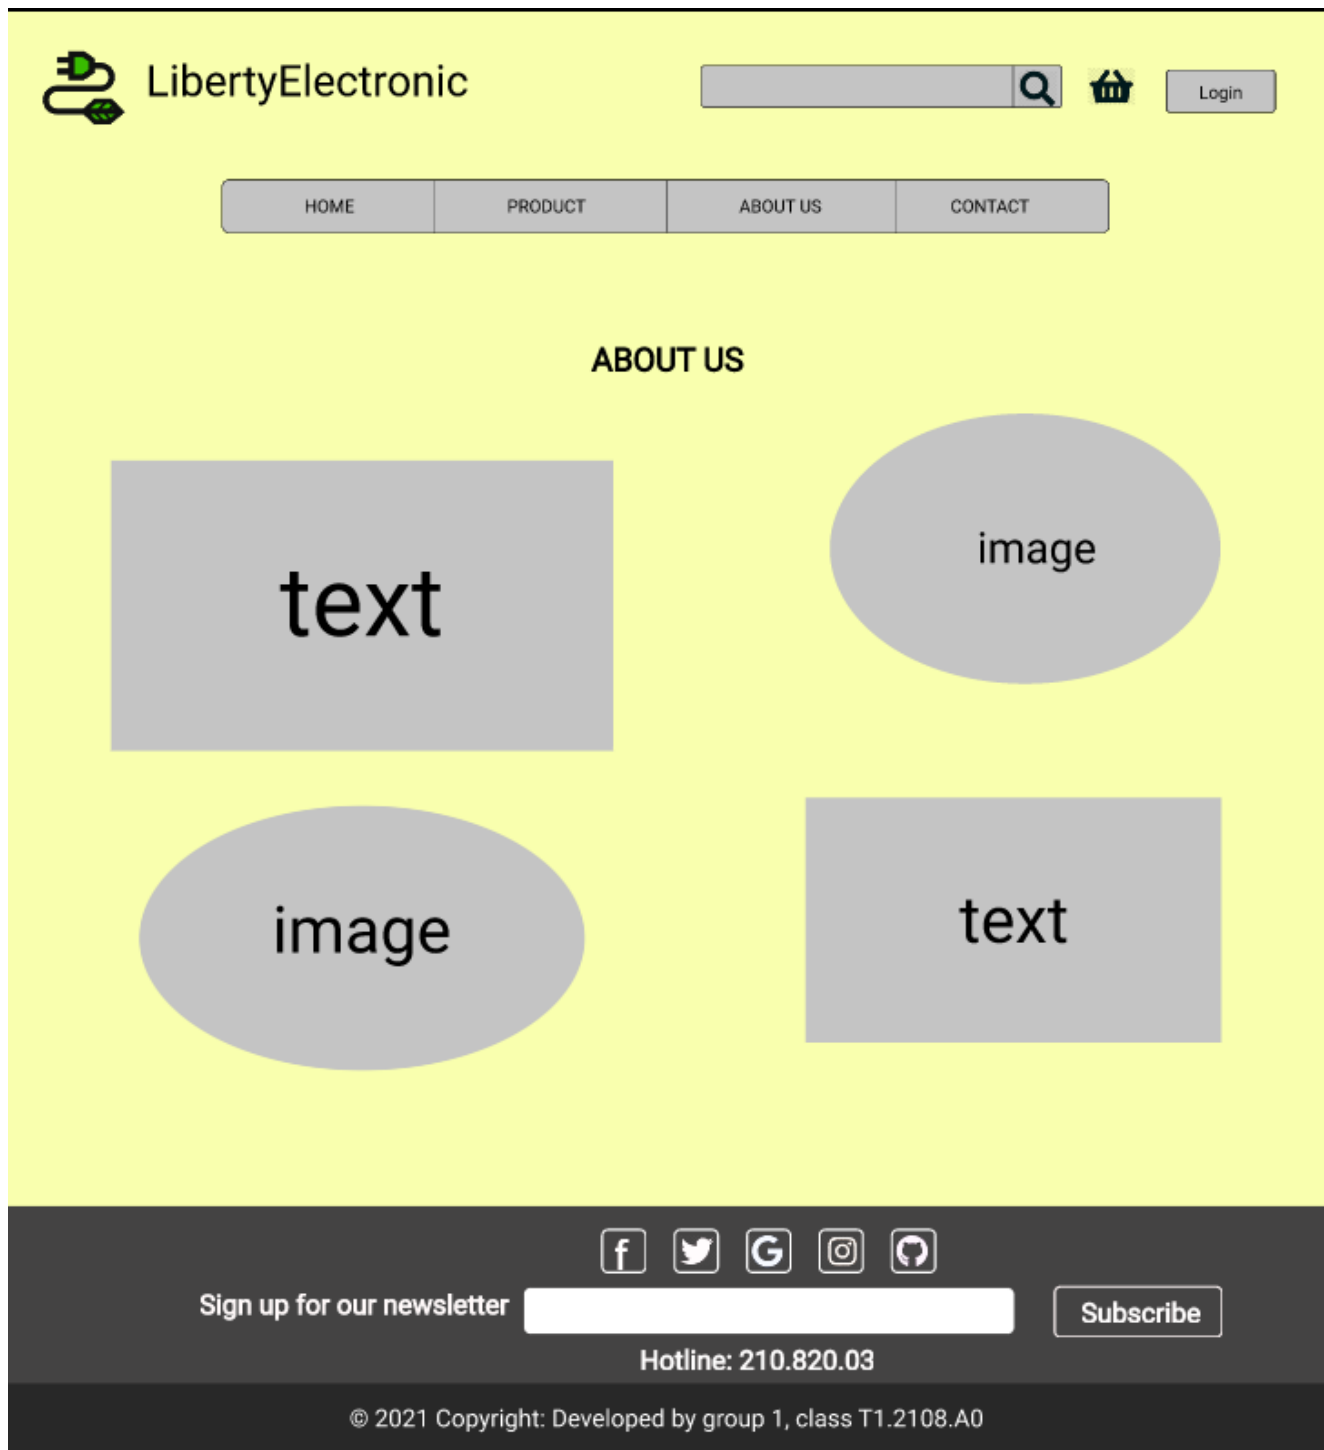 LibertyElectronic
Login
HOME PRODUCT ABOUT US CONTACT
ABOUT US
text
image
image
text
Sign up for our newsletter
Subscribe
Hotline: 210.820.03
© 2021 Copyright: Developed by group 1, class T1.2108.A0